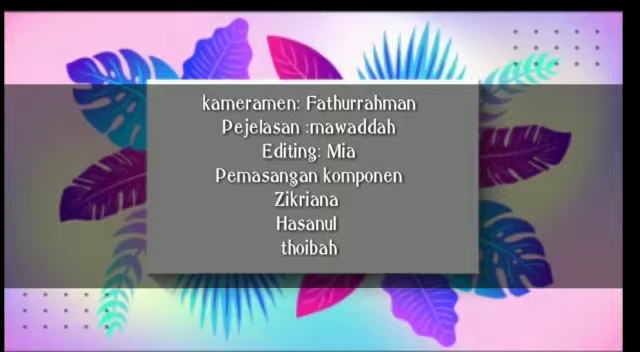 kameramen: Fathurrahman
Pejelasan :mawaddah
Editing: Mia
Pemasangan komponen
Zikriana
Hasanul
thoibah